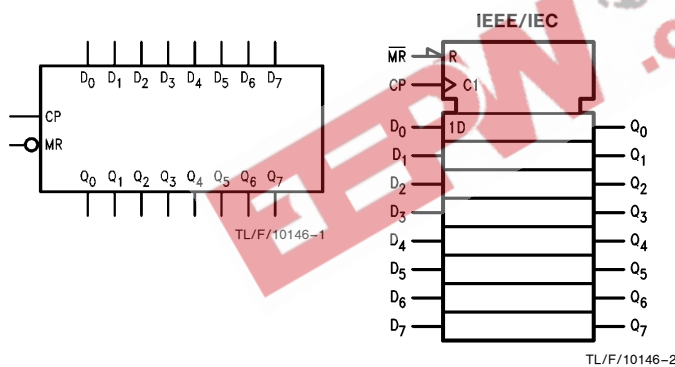 D0 D1 D2 D3 D4 D5 D6 D7
CP
MR
Q0 Q1 Q2 Q3 Q4 Q5 Q6 Q7
TL/F/10146-1
IEEE/IEC
M̅R̅ R
CP C1
D0 1D Q0
D1 Q1
D2 Q2
D3 Q3
D4 Q4
D5 Q5
D6 Q6
D7 Q7
TL/F/10146-2
EEPW